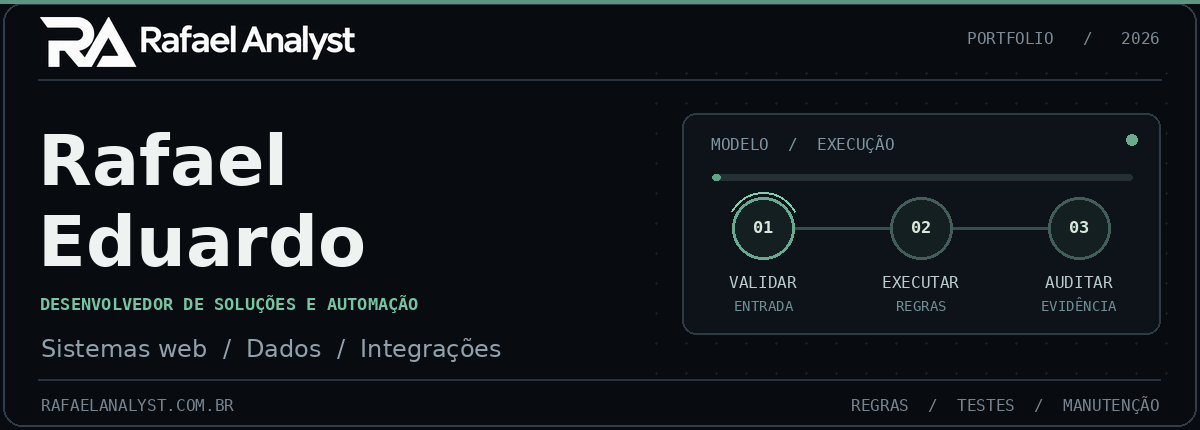 RA Rafael Analyst
PORTFOLIO / 2026
Rafael
Eduardo
DESENVOLVEDOR DE SOLUÇÕES E AUTOMAÇÃO
Sistemas web / Dados / Integrações
MODELO / EXECUÇÃO
01 02 03
VALIDAR EXECUTAR AUDITAR
ENTRADA REGRAS EVIDÊNCIA
RAFAELANALYST.COM.BR
REGRAS / TESTES / MANUTENÇÃO